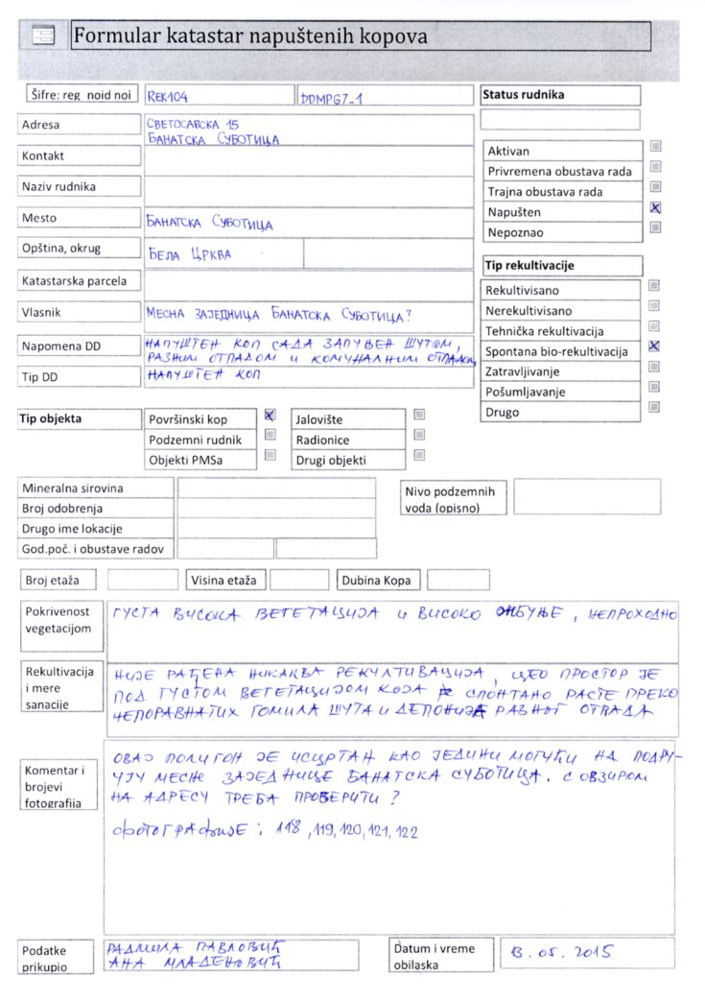 Formular katastar napuštenih kopova
Šifre: reg_noid noi REK104 DDMPG7_1
Status rudnika
Adresa СВЕТОСАВСКА 15
БАНАТСКА СУБОТИЦА
Kontakt
Naziv rudnika
Mesto БАНАТСКА СУБОТИЦА
Opština, okrug БЕЛА ЦРКВА
Katastarska parcela
Vlasnik МЕСНА ЗАЈЕДНИЦА БАНАТСКА СУБОТИЦА?
Napomena DD НАПУШТЕН КОП САДА ЗАПУЊЕН ШУТОМ,
РАЗНИМ ОТПАДОМ И КОМУНАЛНИМ ОТПАДОМ,
Tip DD НАПУШТЕН КОП
Aktivan
Privremena obustava rada
Trajna obustava rada
Napušten X
Nepoznao
Tip rekultivacije
Rekultivisano
Nerekultivisano
Tehnička rekultivacija
Spontana bio-rekultivacija X
Zatravljivanje
Pošumljavanje
Drugo
Tip objekta
Površinski kop X Jalovište
Podzemni rudnik Radionice
Objekti PMSa Drugi objekti
Mineralna sirovina
Broj odobrenja
Drugo ime lokacije
God.poč. i obustave radov
Nivo podzemnih
voda (opisno)
Broj etaža Visina etaža Dubina Kopa
Pokrivenost
vegetacijom
ГУСТА ВИСОКА ВЕГЕТАЦИЈА И ВИСОКО ЖБУЊЕ, НЕПРОХОДНО
Rekultivacija
i mere
sanacije
НИЈЕ РАЂЕНА НИКАКВА РЕКУЛТИВАЦИЈА, ЦЕО ПРОСТОР ЈЕ
ПОД ГУСТОМ ВЕГЕТАЦИЈОМ КОЈА СПОНТАНО РАСТЕ ПРЕКО
НЕПОРАВНАТИХ ГОМИЛА ШУТА И ДЕПОНИЈА РАЗНОГ ОТПАДА
Komentar i
brojevi
fotografija
ОВАЈ ПОЛИГОН ЈЕ ИСЦРТАН КАО ЈЕДИНИ МОГУЋИ НА ПОДРУ-
ЧЈУ МЕСНЕ ЗАЈЕДНИЦЕ БАНАТСКА СУБОТИЦА. С ОБЗИРОМ
НА АДРЕСУ ТРЕБА ПРОВЕРИТИ?
ФОТОГРАФИЈЕ: 118, 119, 120, 121, 122
Podatke
prikupio
РАДМИЛА ПАВЛОВИЋ
АНА МЛАДЕНОВИЋ
Datum i vreme
obilaska
13. 05. 2015